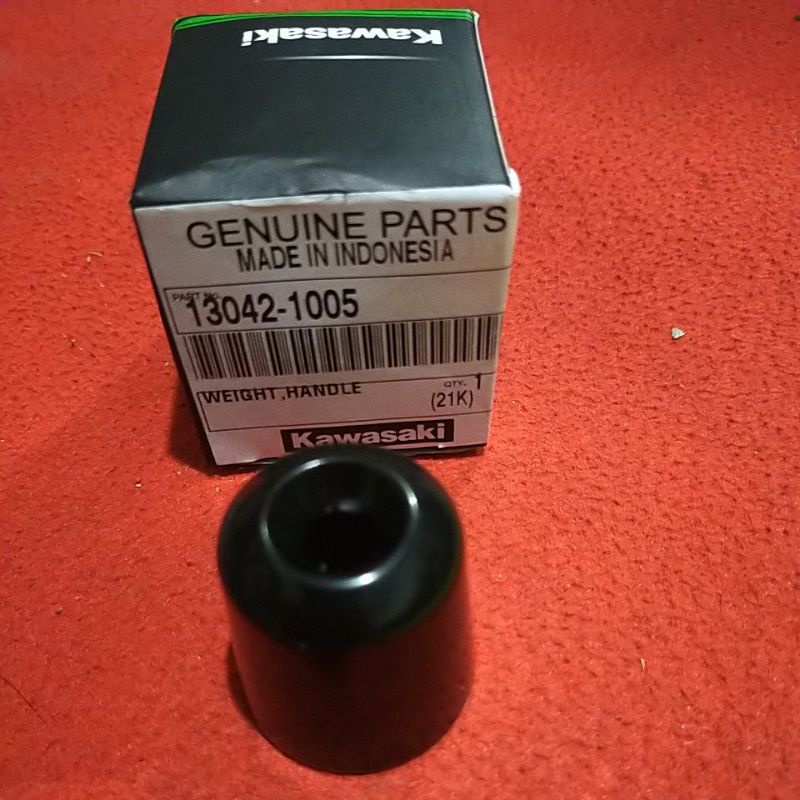 Kawasaki
GENUINE PARTS
MADE IN INDONESIA
PART No.
13042-1005
WEIGHT,HANDLE
QTY. 1
(21K)
Kawasaki